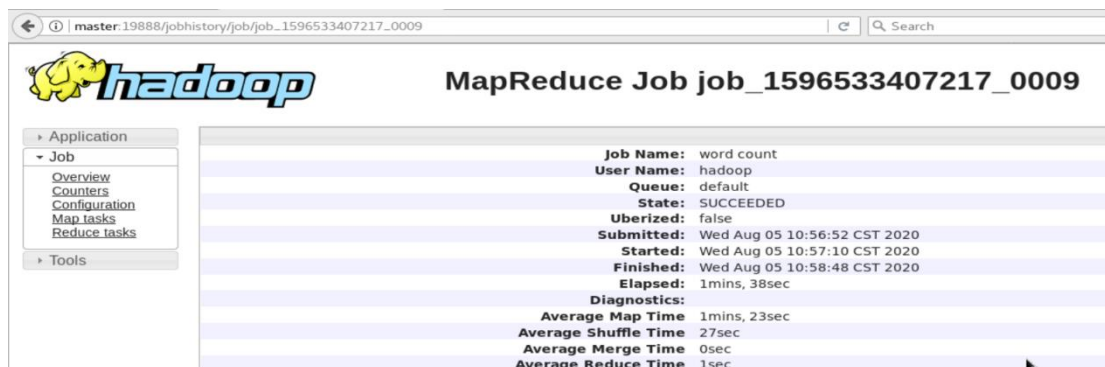 master:19888/jobhistory/job/job_1596533407217_0009
Search
hadoop
MapReduce Job job_1596533407217_0009
Application
Job
Overview
Counters
Configuration
Map tasks
Reduce tasks
Tools
Job Name: word count
User Name: hadoop
Queue: default
State: SUCCEEDED
Uberized: false
Submitted: Wed Aug 05 10:56:52 CST 2020
Started: Wed Aug 05 10:57:10 CST 2020
Finished: Wed Aug 05 10:58:48 CST 2020
Elapsed: 1mins, 38sec
Diagnostics:
Average Map Time 1mins, 23sec
Average Shuffle Time 27sec
Average Merge Time 0sec
Average Reduce Time 1sec